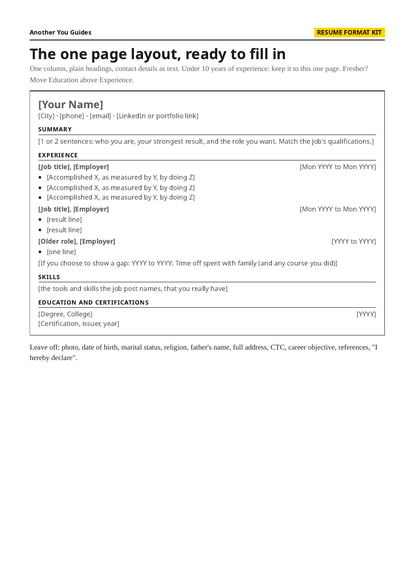 Another You Guides
RESUME FORMAT KIT
The one page layout, ready to fill in
One column, plain headings, contact details as text. Under 10 years of experience: keep it to this one page. Fresher?
Move Education above Experience.
[Your Name]
[City] · [phone] · [email] · [LinkedIn or portfolio link]
SUMMARY
[1 or 2 sentences: who you are, your strongest result, and the role you want. Match the job's qualifications.]
EXPERIENCE
[Job title], [Employer] [Mon YYYY to Mon YYYY]
• [Accomplished X, as measured by Y, by doing Z]
• [Accomplished X, as measured by Y, by doing Z]
• [Accomplished X, as measured by Y, by doing Z]
[Job title], [Employer] [Mon YYYY to Mon YYYY]
• [result line]
• [result line]
[Older role], [Employer] [YYYY to YYYY]
• [one line]
[If you choose to show a gap: YYYY to YYYY: Time off spent with family (and any course you did)]
SKILLS
[the tools and skills the job post names, that you really have]
EDUCATION AND CERTIFICATIONS
[Degree, College] [YYYY]
[Certification, issuer, year]
Leave off: photo, date of birth, marital status, religion, father's name, full address, CTC, career objective, references, "I
hereby declare".